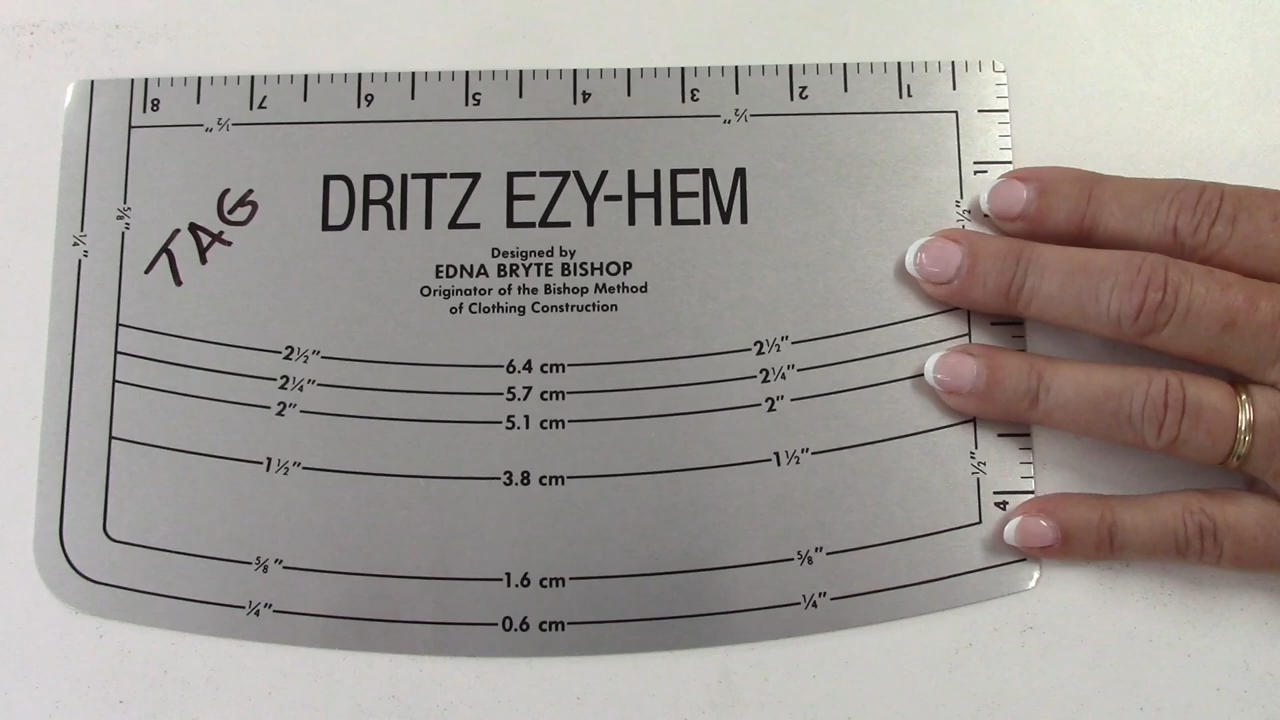 8 7 6 5 4 3 2 1
½" ½"
1
DRITZ EZY-HEM
TAG
⅝"
½"
¼"
Designed by
EDNA BRYTE BISHOP
Originator of the Bishop Method
of Clothing Construction
2½" 6.4 cm 2½"
2¼" 5.7 cm 2¼"
2" 5.1 cm 2"
1½" 3.8 cm 1½"
½"
4
⅝" 1.6 cm ⅝"
¼" 0.6 cm ¼"